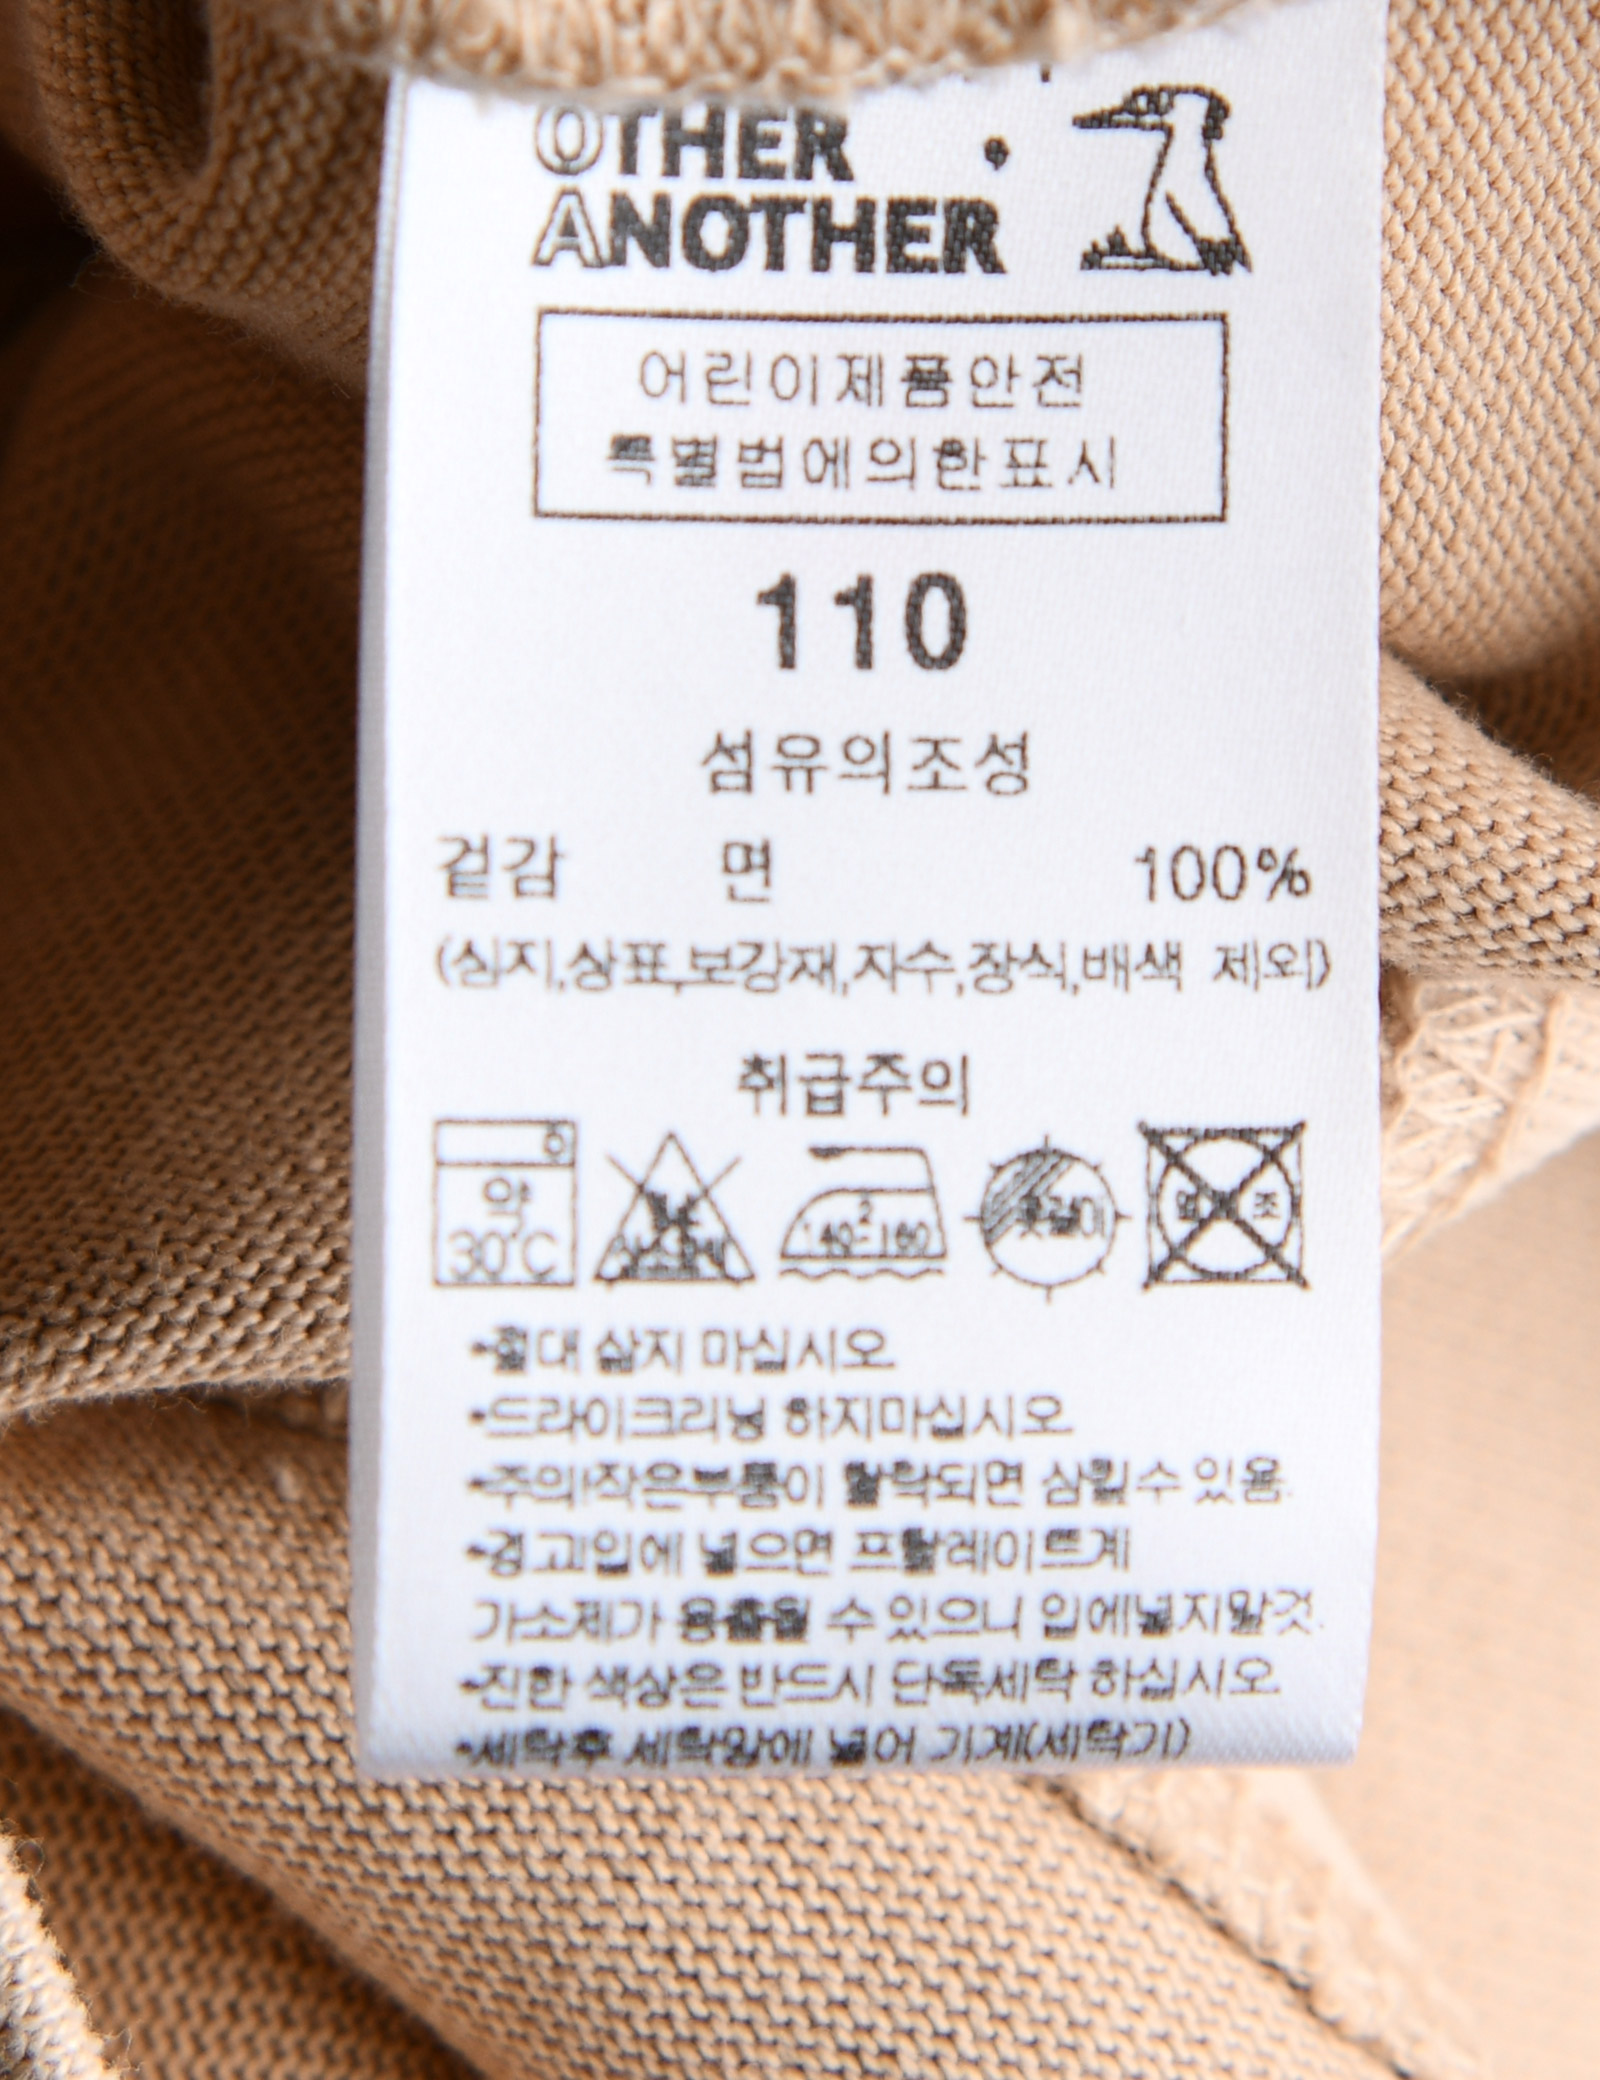 OTHER
ANOTHER
어린이제품안전
특별법에의한표시
110
섬유의조성
겉감 면 100%
(심지,상표,보강재,자수,장식,배색 제외)
취급주의
약
30℃
2
140-160
옷걸이
•절대 삶지 마십시오
•드라이크리닝 하지마십시오
•주의!작은부품이 탈락되면 삼킬수 있음.
•경고!입에 넣으면 프탈레이트계
가소제가 용출될 수 있으니 입에넣지말것.
•진한 색상은 반드시 단독세탁 하십시오.
•세탁후 세탁망에 넣어 기계(세탁기)